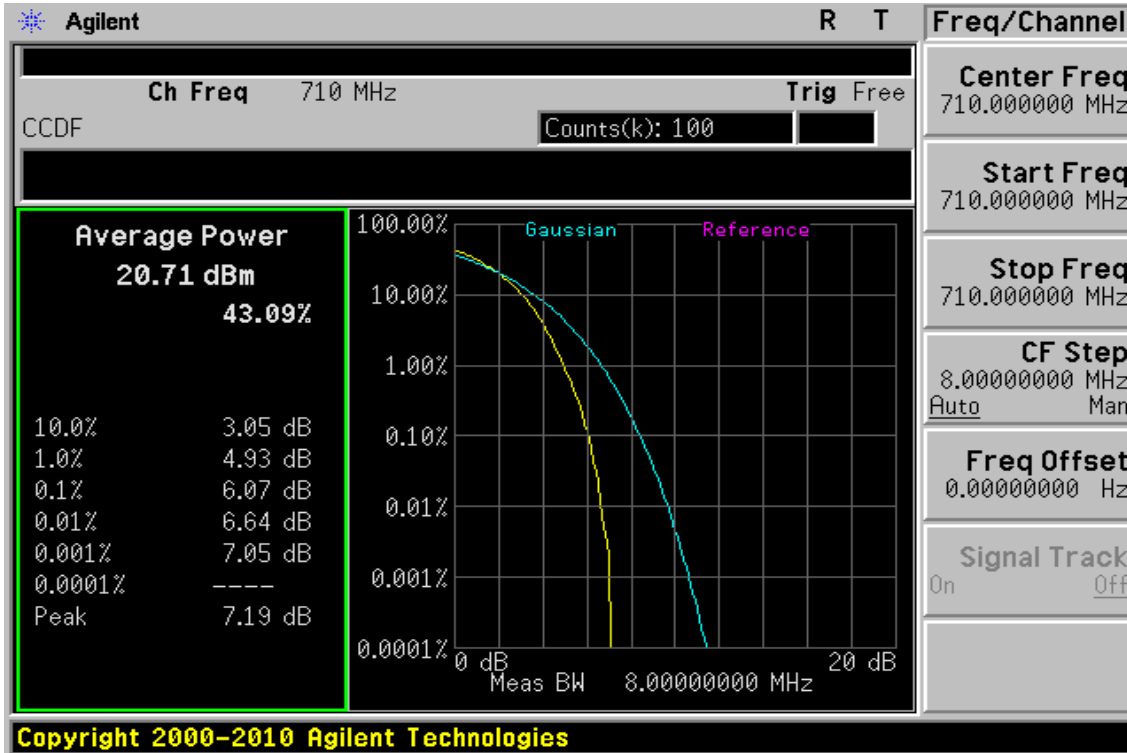 Agilent R T
Ch Freq 710 MHz Trig Free
CCDF Counts(k): 100
Average Power
20.71 dBm
43.09%
10.0% 3.05 dB
1.0% 4.93 dB
0.1% 6.07 dB
0.01% 6.64 dB
0.001% 7.05 dB
0.0001% ----
Peak 7.19 dB
Gaussian Reference
100.00%
10.00%
1.00%
0.10%
0.01%
0.001%
0.0001%
0 dB 20 dB
Meas BW 8.00000000 MHz
Freq/Channel
Center Freq
710.000000 MHz
Start Freq
710.000000 MHz
Stop Freq
710.000000 MHz
CF Step
8.00000000 MHz
Auto Man
Freq Offset
0.00000000 Hz
Signal Track
On Off
Copyright 2000-2010 Agilent Technologies